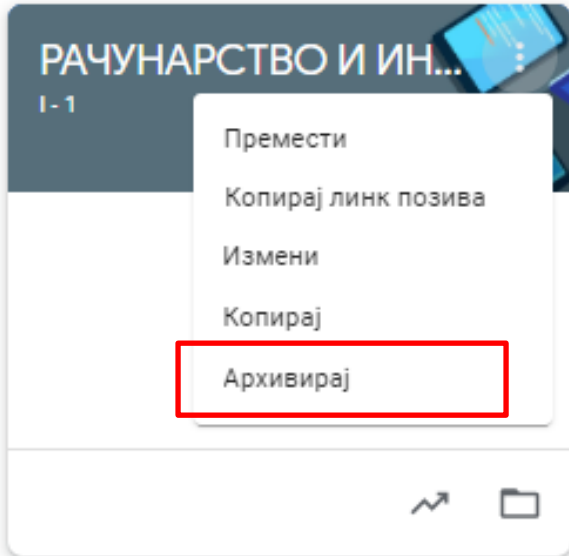 РАЧУНАРСТВО И ИН...
I - 1
Премести
Копирај линк позива
Измени
Копирај
Архивирај